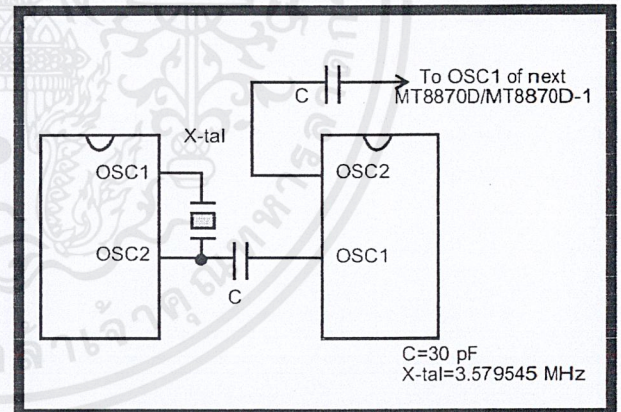 To OSC1 of next
MT8870D/MT8870D-1
C
X-tal
OSC1
OSC2
OSC2
OSC1
C
C=30 pF
X-tal=3.579545 MHz